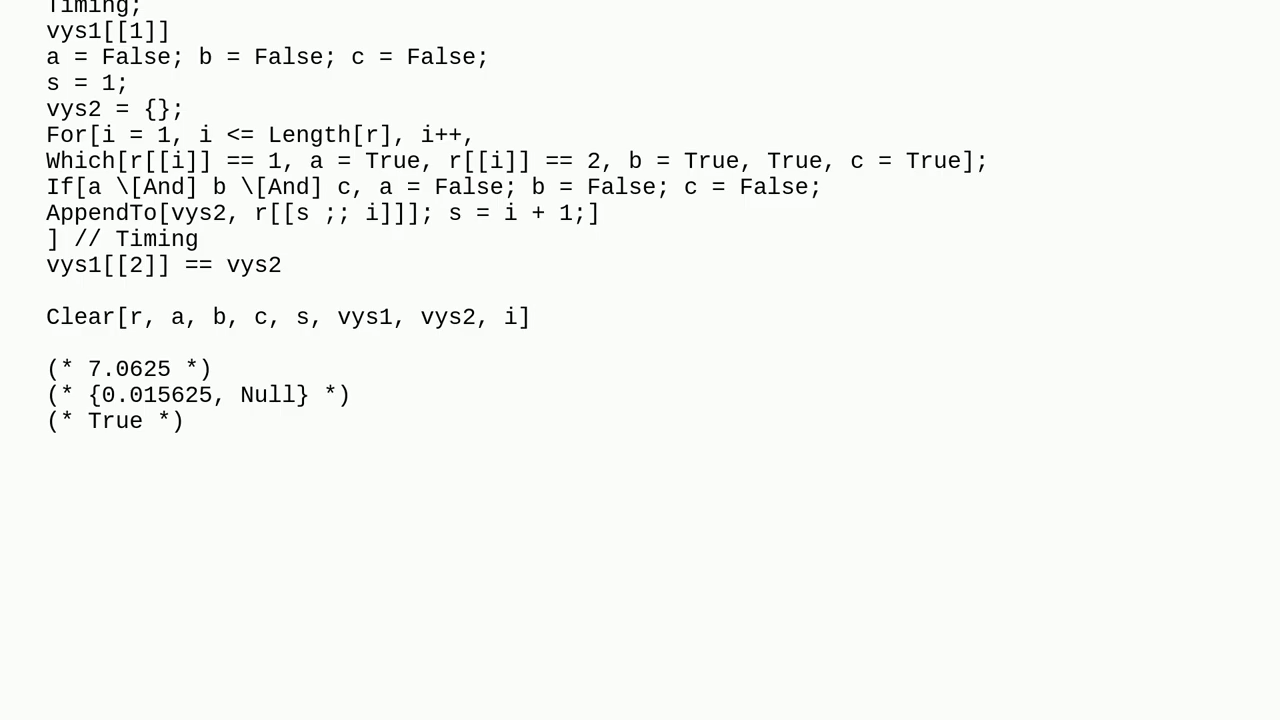 Timing;
vys1[[1]]
a = False; b = False; c = False;
s = 1;
vys2 = {};
For[i = 1, i <= Length[r], i++,
Which[r[[i]] == 1, a = True, r[[i]] == 2, b = True, True, c = True];
If[a \[And] b \[And] c, a = False; b = False; c = False;
AppendTo[vys2, r[[s ;; i]]]; s = i + 1;]
] // Timing
vys1[[2]] == vys2
Clear[r, a, b, c, s, vys1, vys2, i]
(* 7.0625 *)
(* {0.015625, Null} *)
(* True *)